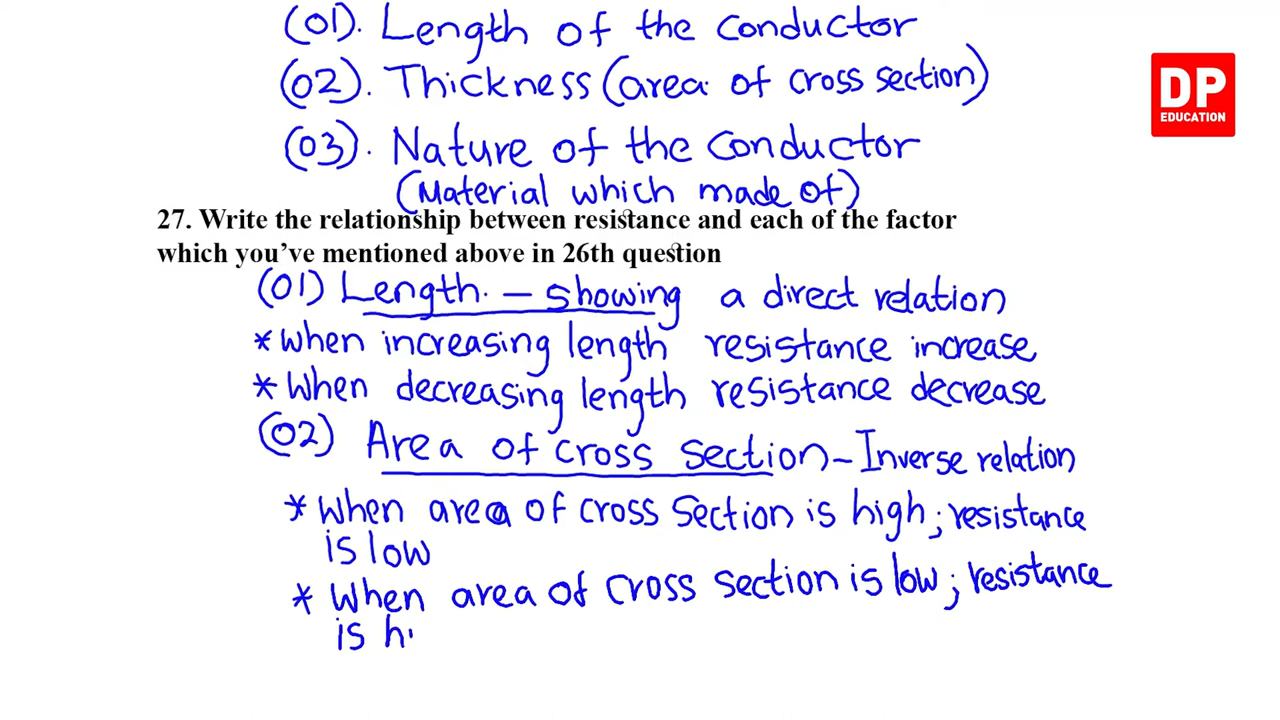 (01). Length of the conductor
(02). Thickness (area of cross section)
DP
EDUCATION
(03). Nature of the conductor
(Material which made of)
27. Write the relationship between resistance and each of the factor
which you've mentioned above in 26th question
(01) Length. – showing a direct relation
* when increasing length resistance increase
* When decreasing length resistance decrease
(02) Area of cross section – Inverse relation
* when area of cross section is high; resistance
is low
* When area of cross section is low; resistance
is hi